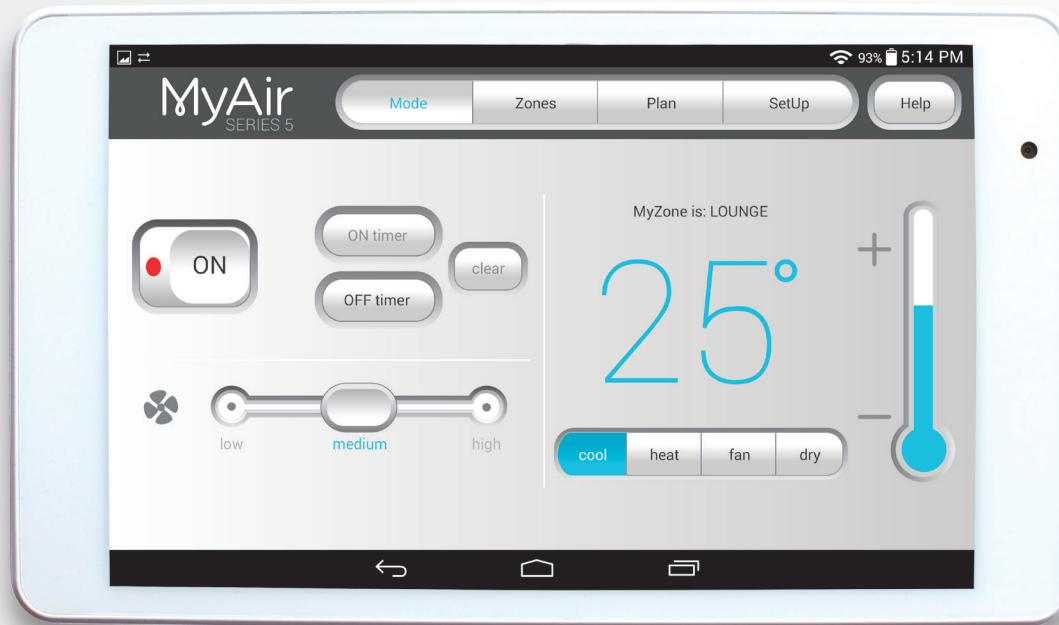 93% 5:14 PM
MyAir
SERIES 5
Mode Zones Plan SetUp Help
ON
ON timer
OFF timer
clear
low medium high
MyZone is: LOUNGE
25°
cool heat fan dry